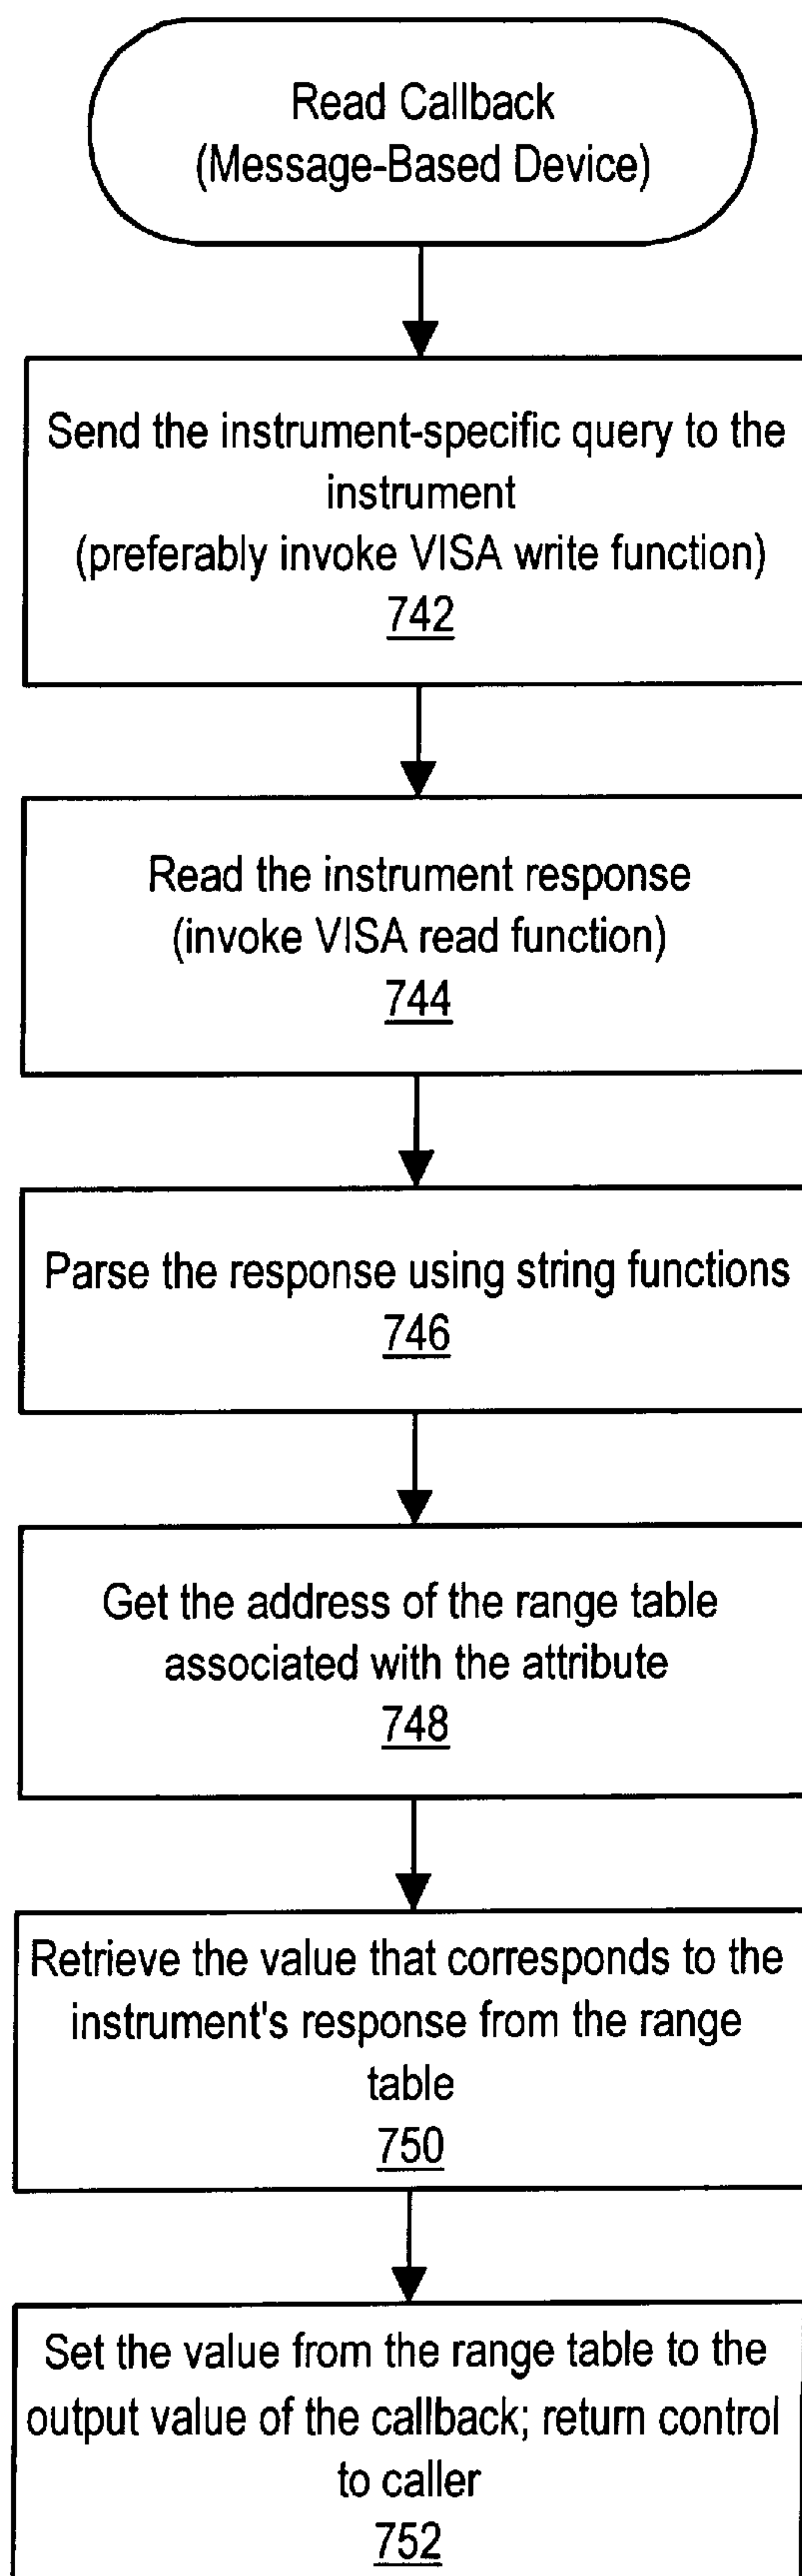 Read Callback
(Message-Based Device)
Send the instrument-specific query to the
instrument
(preferably invoke VISA write function)
742
Read the instrument response
(invoke VISA read function)
744
Parse the response using string functions
746
Get the address of the range table
associated with the attribute
748
Retrieve the value that corresponds to the
instrument's response from the range
table
750
Set the value from the range table to the
output value of the callback; return control
to caller
752